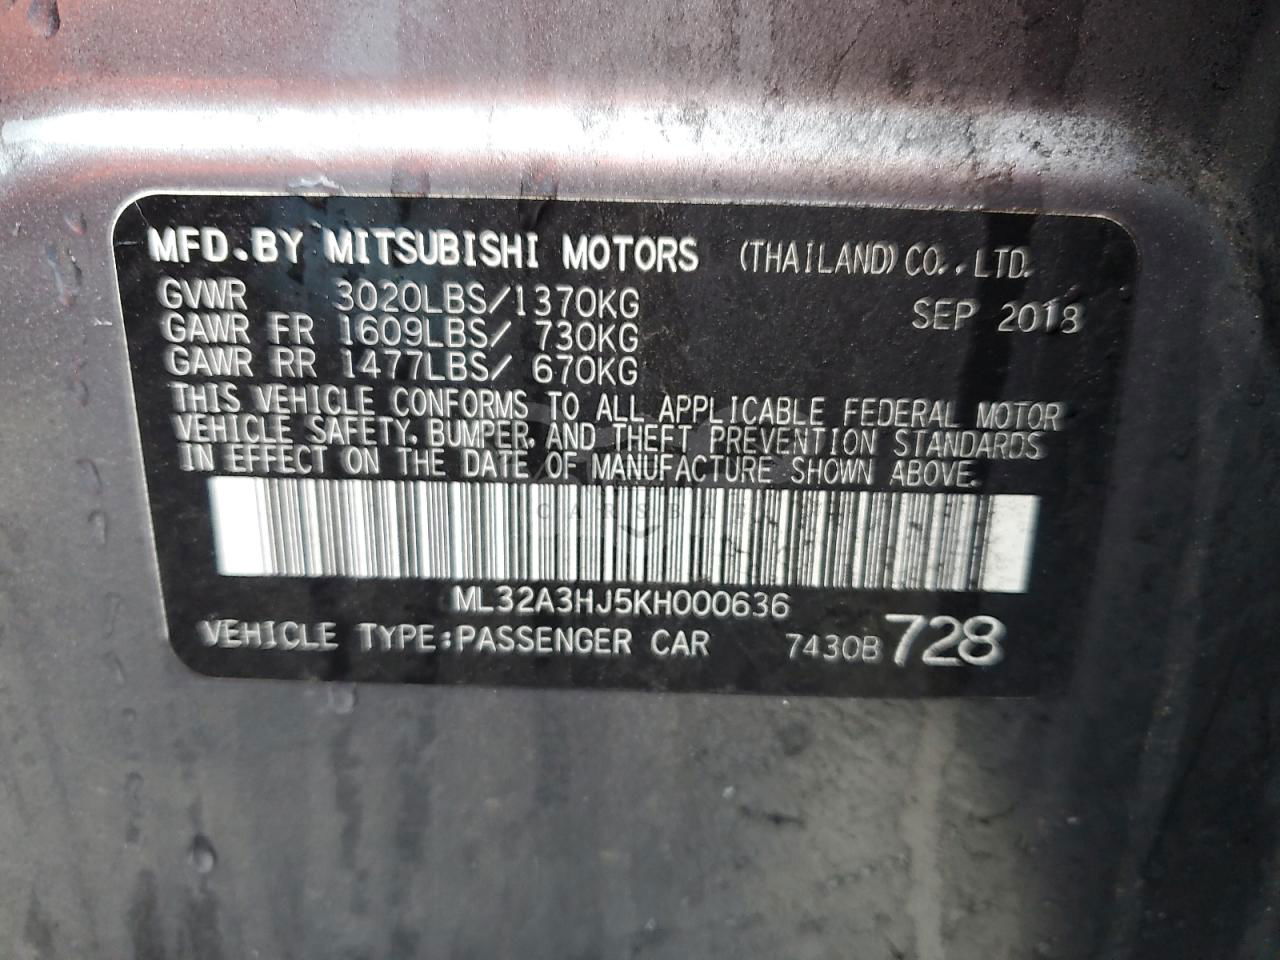 MFD.BY MITSUBISHI MOTORS (THAILAND) CO.,LTD.
GVWR 3020LBS/1370KG SEP 2018
GAWR FR 1609LBS/ 730KG
GAWR RR 1477LBS/ 670KG
THIS VEHICLE CONFORMS TO ALL APPLICABLE FEDERAL MOTOR
VEHICLE SAFETY, BUMPER, AND THEFT PREVENTION STANDARDS
IN EFFECT ON THE DATE OF MANUFACTURE SHOWN ABOVE.
ML32A3HJ5KH000636
VEHICLE TYPE:PASSENGER CAR 7430B 728